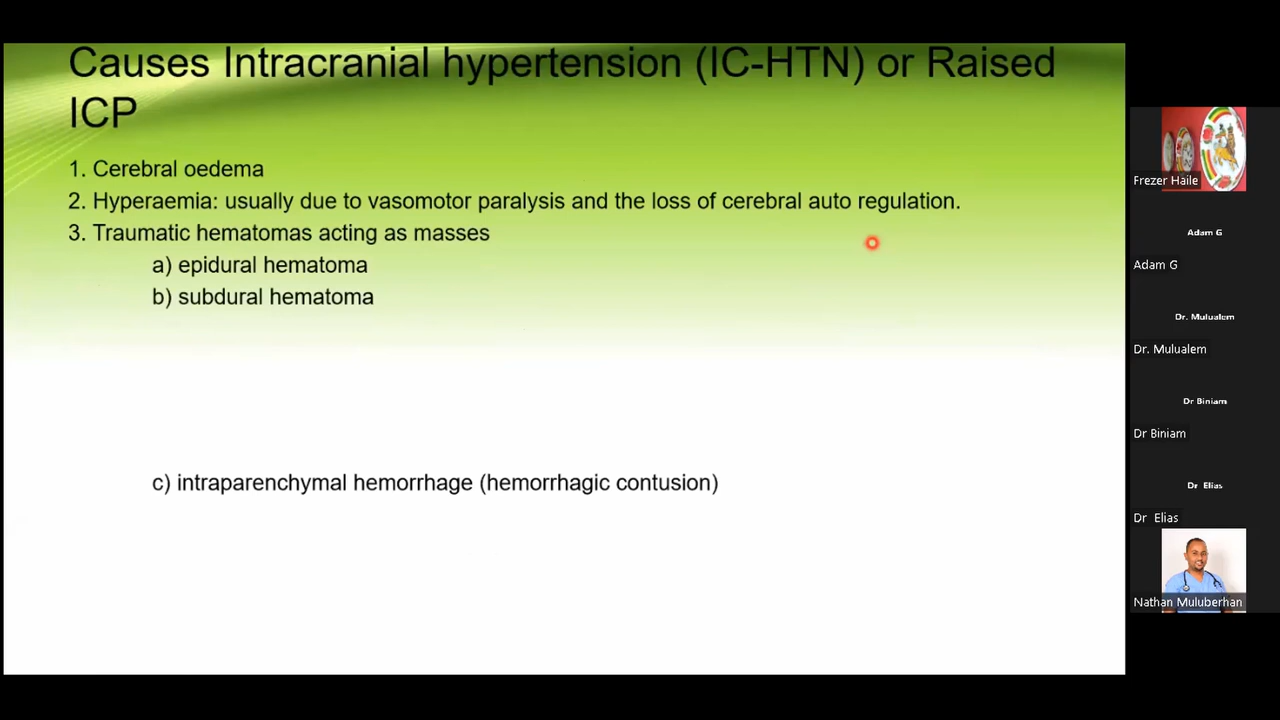 Causes Intracranial hypertension (IC-HTN) or Raised
ICP
1. Cerebral oedema
2. Hyperaemia: usually due to vasomotor paralysis and the loss of cerebral auto regulation.
3. Traumatic hematomas acting as masses
a) epidural hematoma
b) subdural hematoma
c) intraparenchymal hemorrhage (hemorrhagic contusion)
Frezer Haile
Adam G
Adam G
Dr. Mulualem
Dr. Mulualem
Dr Biniam
Dr Biniam
Dr Elias
Dr Elias
Nathan Muluberhan